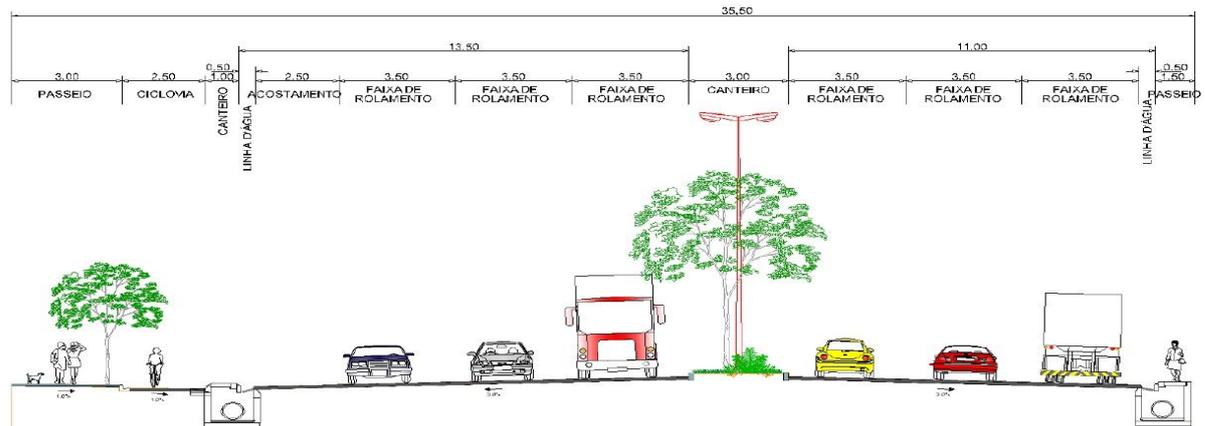 35,50
13.50
11.00
0.50
0.50
3.00
2.50
1.00
2.50
3.50
3.50
3.50
3.00
3.50
3.50
3.50
1.50
PASSEIO
CICLOVIA
CANTEIRO
LINHA D'ÁGUA
ACOSTAMENTO
FAIXA DE
ROLAMENTO
FAIXA DE
ROLAMENTO
FAIXA DE
ROLAMENTO
CANTEIRO
FAIXA DE
ROLAMENTO
FAIXA DE
ROLAMENTO
FAIXA DE
ROLAMENTO
LINHA D'ÁGUA
PASSEIO